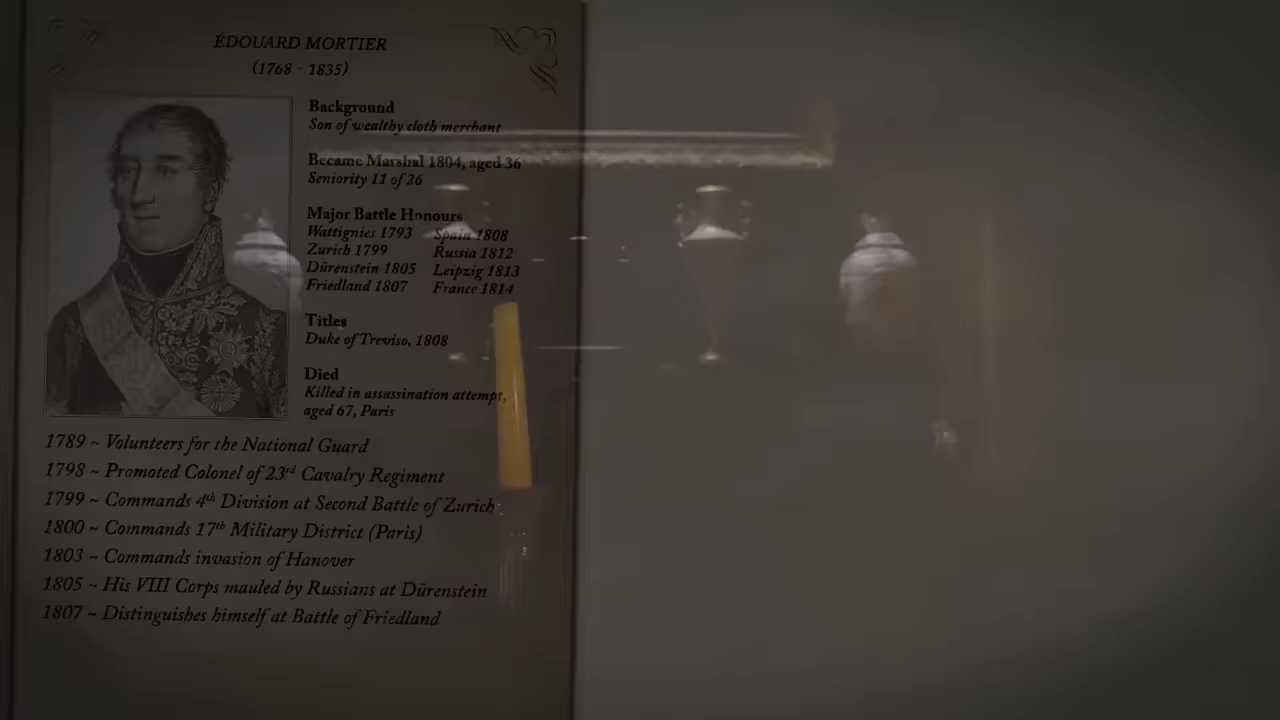 ÉDOUARD MORTIER
(1768 - 1835)
Background
Son of wealthy cloth merchant
Became Marshal 1804, aged 36
Seniority 11 of 26
Major Battle Honours
Wattignies 1793 Spain 1808
Zurich 1799 Russia 1812
Dürenstein 1805 Leipzig 1813
Friedland 1807 France 1814
Titles
Duke of Treviso, 1808
Died
Killed in assassination attempt,
aged 67, Paris
1789 ~ Volunteers for the National Guard
1798 ~ Promoted Colonel of 23rd Cavalry Regiment
1799 ~ Commands 4th Division at Second Battle of Zurich
1800 ~ Commands 17th Military District (Paris)
1803 ~ Commands invasion of Hanover
1805 ~ His VIII Corps mauled by Russians at Dürenstein
1807 ~ Distinguishes himself at Battle of Friedland